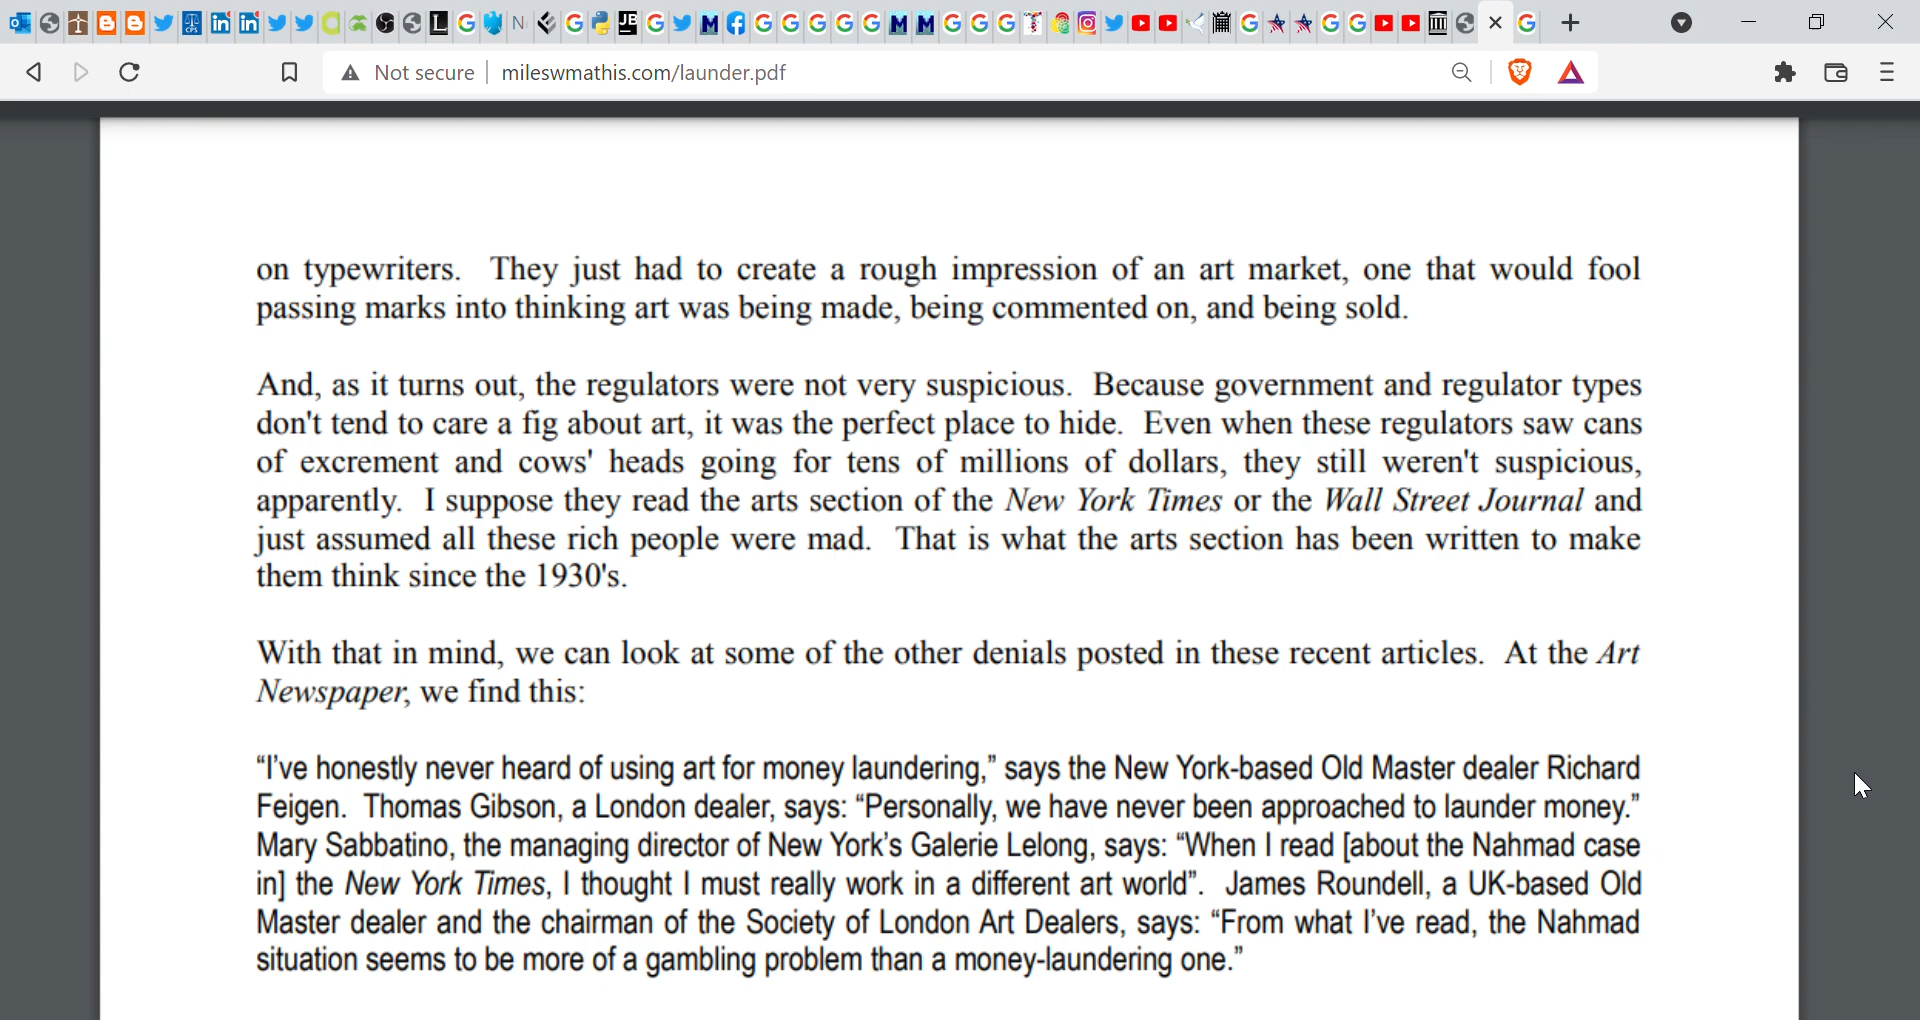 Not secure | mileswmathis.com/launder.pdf
on typewriters. They just had to create a rough impression of an art market, one that would fool
passing marks into thinking art was being made, being commented on, and being sold.
And, as it turns out, the regulators were not very suspicious. Because government and regulator types
don't tend to care a fig about art, it was the perfect place to hide. Even when these regulators saw cans
of excrement and cows' heads going for tens of millions of dollars, they still weren't suspicious,
apparently. I suppose they read the arts section of the New York Times or the Wall Street Journal and
just assumed all these rich people were mad. That is what the arts section has been written to make
them think since the 1930's.
With that in mind, we can look at some of the other denials posted in these recent articles. At the Art
Newspaper, we find this:
“I’ve honestly never heard of using art for money laundering,” says the New York-based Old Master dealer Richard
Feigen. Thomas Gibson, a London dealer, says: “Personally, we have never been approached to launder money.”
Mary Sabbatino, the managing director of New York’s Galerie Lelong, says: “When I read [about the Nahmad case
in] the New York Times, I thought I must really work in a different art world”. James Roundell, a UK-based Old
Master dealer and the chairman of the Society of London Art Dealers, says: “From what I’ve read, the Nahmad
situation seems to be more of a gambling problem than a money-laundering one.”